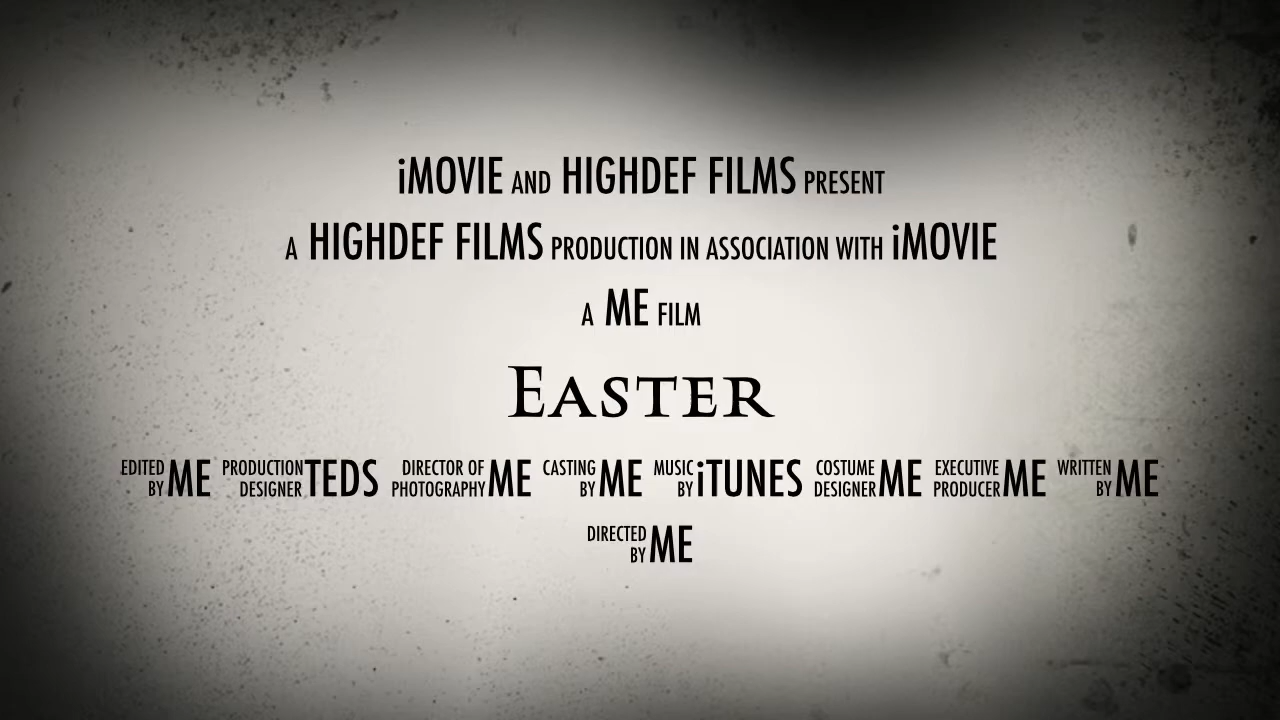 iMOVIE AND HIGHDEF FILMS PRESENT
A HIGHDEF FILMS PRODUCTION IN ASSOCIATION WITH iMOVIE
A ME FILM
EASTER
EDITED BY ME PRODUCTION DESIGNER TEDS DIRECTOR OF PHOTOGRAPHY ME CASTING BY ME MUSIC BY iTUNES COSTUME DESIGNER ME EXECUTIVE PRODUCER ME WRITTEN BY ME
DIRECTED BY ME